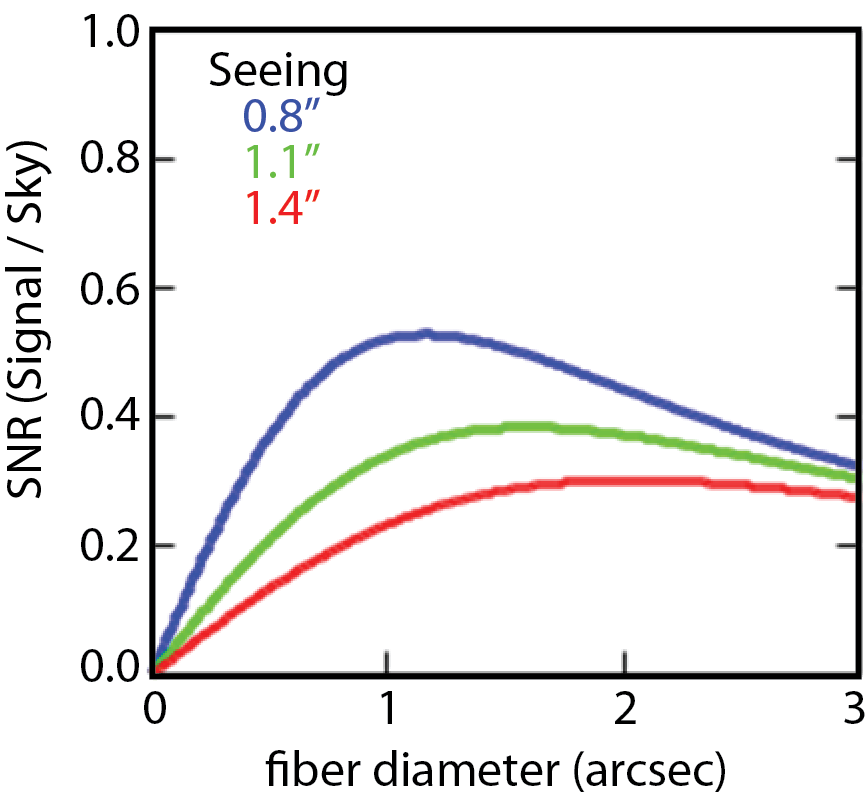 SNR (Signal / Sky)
1.0
0.8
0.6
0.4
0.2
0.0
Seeing
0.8”
1.1”
1.4”
0 1 2 3
fiber diameter (arcsec)